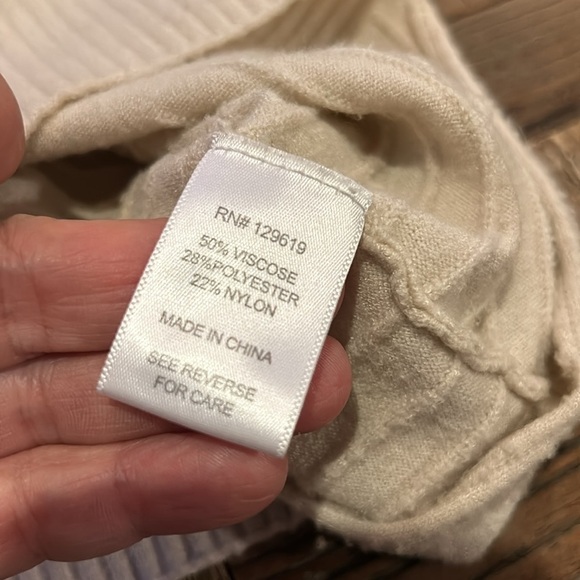 RN# 129619
50% VISCOSE
28%POLYESTER
22% NYLON
MADE IN CHINA
SEE REVERSE
FOR CARE